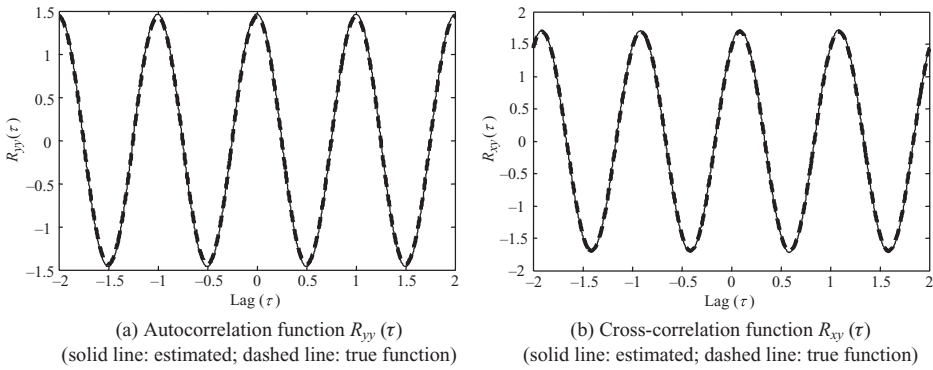 1.5
1
0.5
0
−0.5
−1
−1.5
R_yy(τ)
−2 −1.5 −1 −0.5 0 0.5 1 1.5 2
Lag (τ)
(a) Autocorrelation function R_yy (τ)
(solid line: estimated; dashed line: true function)
2
1.5
1
0.5
0
−0.5
−1
−1.5
−2
R_xy(τ)
−2 −1.5 −1 −0.5 0 0.5 1 1.5 2
Lag (τ)
(b) Cross-correlation function R_xy (τ)
(solid line: estimated; dashed line: true function)